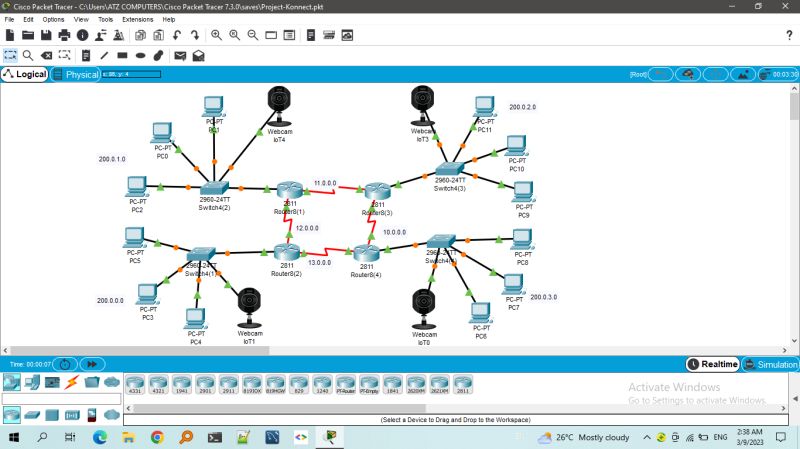 Cisco Packet Tracer - C:\Users\ATZ COMPUTERS\Cisco Packet Tracer 7.3.0\saves\Project-Konnect.pkt
File Edit Options View Tools Extensions Help
Logical Physical x: 88, y: 4 [Root] 00:03:30
PC-PT
PC1
Webcam
IoT4
PC-PT
PC0
200.0.1.0
PC-PT
PC2
2960-24TT
Switch4(2)
2811
Router8(1)
11.0.0.0
2811
Router8(3)
Webcam
IoT3
PC-PT
PC11
200.0.2.0
PC-PT
PC10
2960-24TT
Switch4(3)
PC-PT
PC9
12.0.0.0
10.0.0.0
PC-PT
PC5
2960-24TT
Switch4(1)
2811
Router8(2)
13.0.0.0
2811
Router8(4)
2960-24TT
PC-PT
PC8
200.0.0.0
PC-PT
PC3
PC-PT
PC4
Webcam
IoT1
Webcam
IoT0
PC-PT
PC6
PC-PT
PC7
200.0.3.0
Time: 00:00:07 Realtime Simulation
4331 4321 1941 2901 2911 819IOX 819HGW 829 1240 PT-Router PT-Empty 1841 2620XM 2621XM 2811
(Select a Device to Drag and Drop to the Workspace)
Activate Windows
Go to Settings to activate Windows.
26°C Mostly cloudy ENG 2:38 AM
3/9/2023